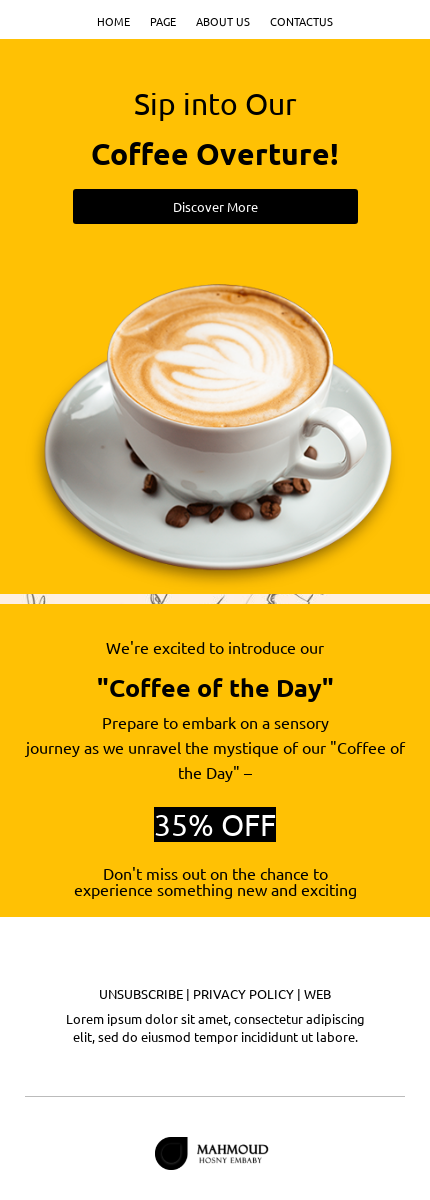 HOME PAGE ABOUT US CONTACTUS
Sip into Our
Coffee Overture!
Discover More
We're excited to introduce our
"Coffee of the Day"
Prepare to embark on a sensory
journey as we unravel the mystique of our "Coffee of
the Day" –
35% OFF
Don't miss out on the chance to
experience something new and exciting
UNSUBSCRIBE | PRIVACY POLICY | WEB
Lorem ipsum dolor sit amet, consectetur adipiscing
elit, sed do eiusmod tempor incididunt ut labore.
MAHMOUD
HOSNY EMBABY